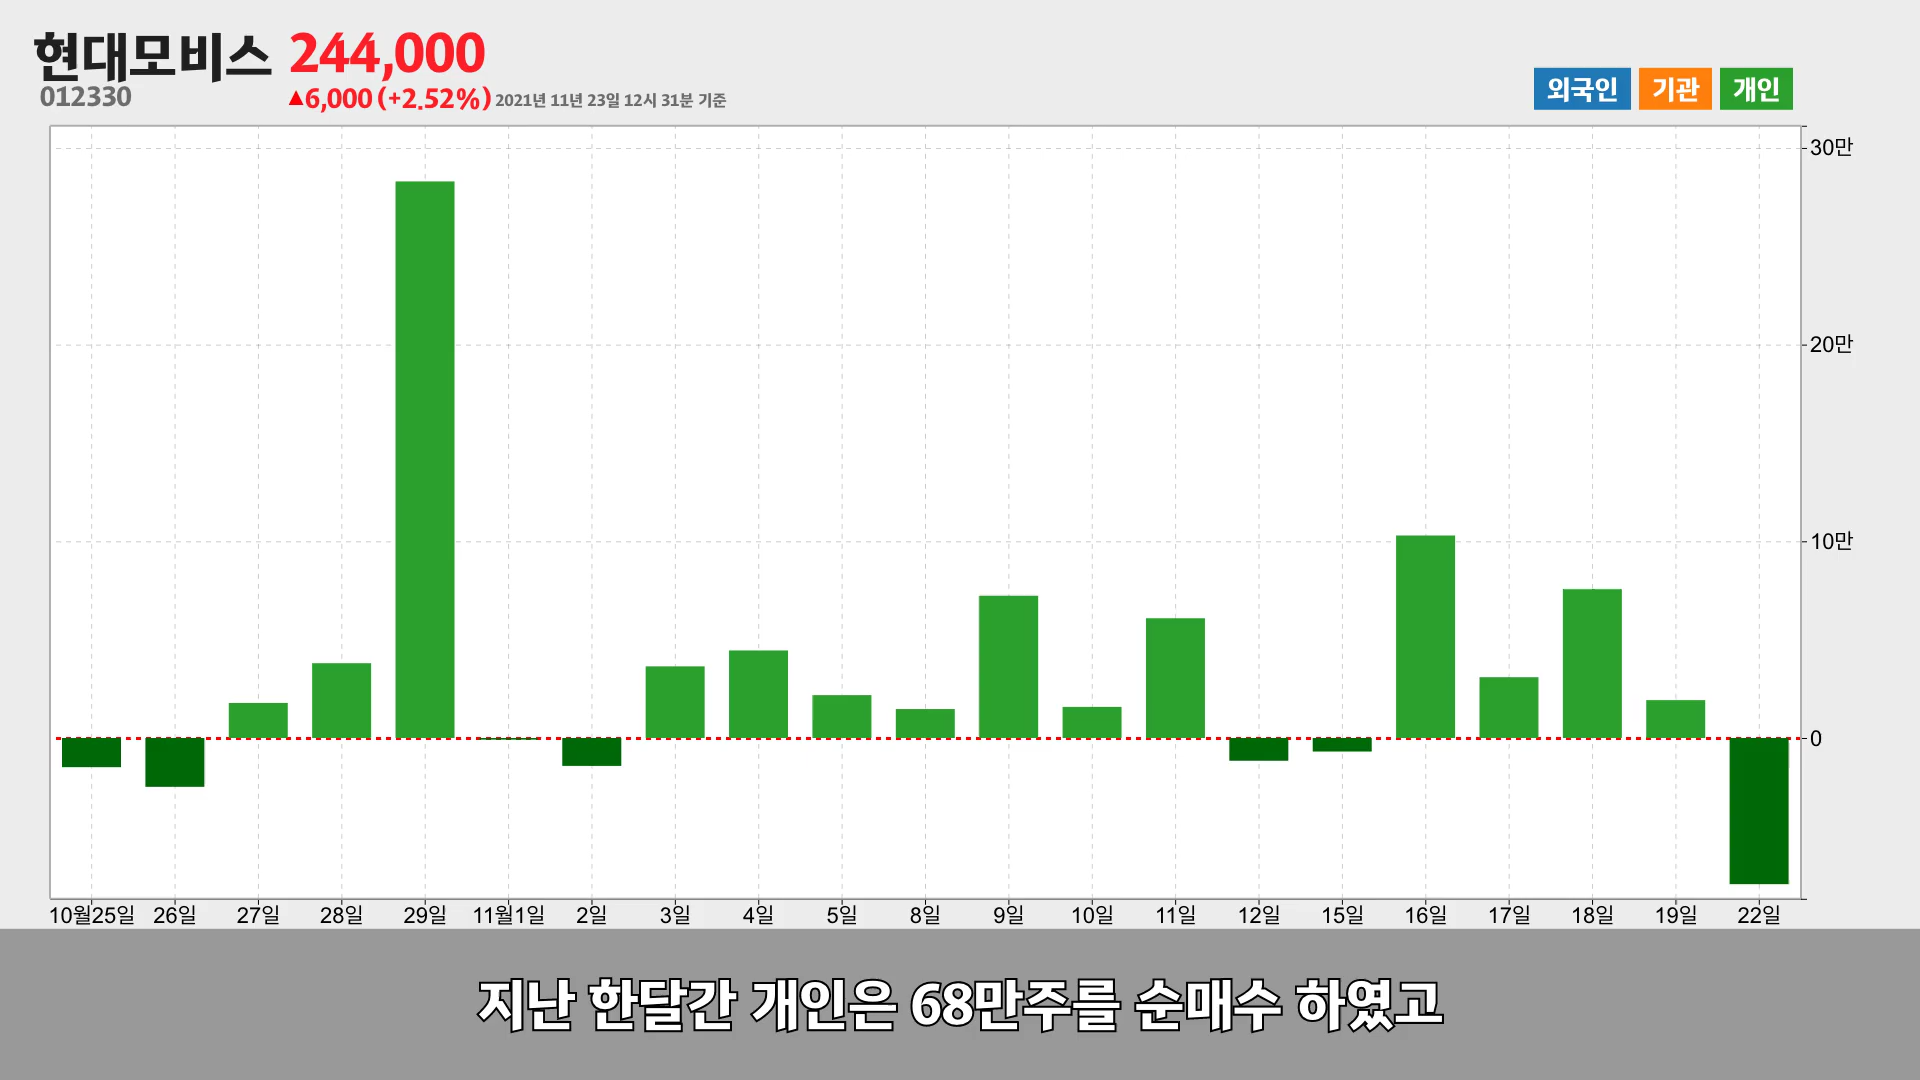 현대모비스 244,000
012330 ▲6,000 (+2.52%) 2021년 11년 23일 12시 31분 기준
외국인 기관 개인
30만
20만
10만
0
10월25일 26일 27일 28일 29일 11월1일 2일 3일 4일 5일 8일 9일 10일 11일 12일 15일 16일 17일 18일 19일 22일
지난 한달간 개인은 68만주를 순매수 하였고